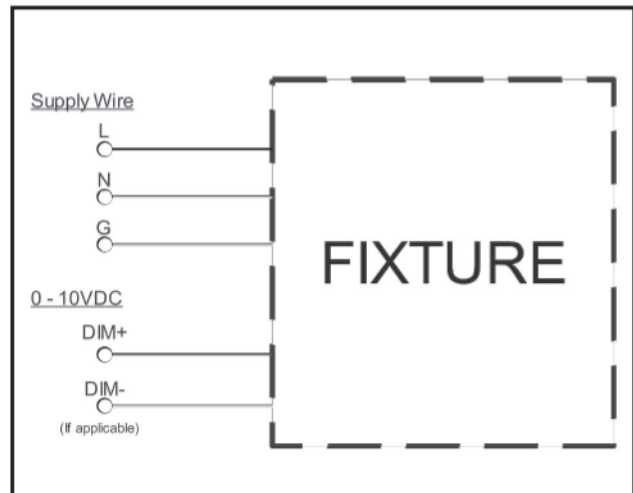 Supply Wire
L
N
G
FIXTURE
0 - 10VDC
DIM+
DIM-
(If applicable)